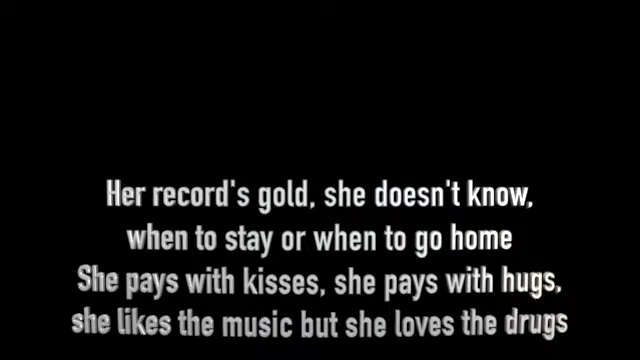 Her record's gold, she doesn't know,
when to stay or when to go home
She pays with kisses, she pays with hugs,
she likes the music but she loves the drugs